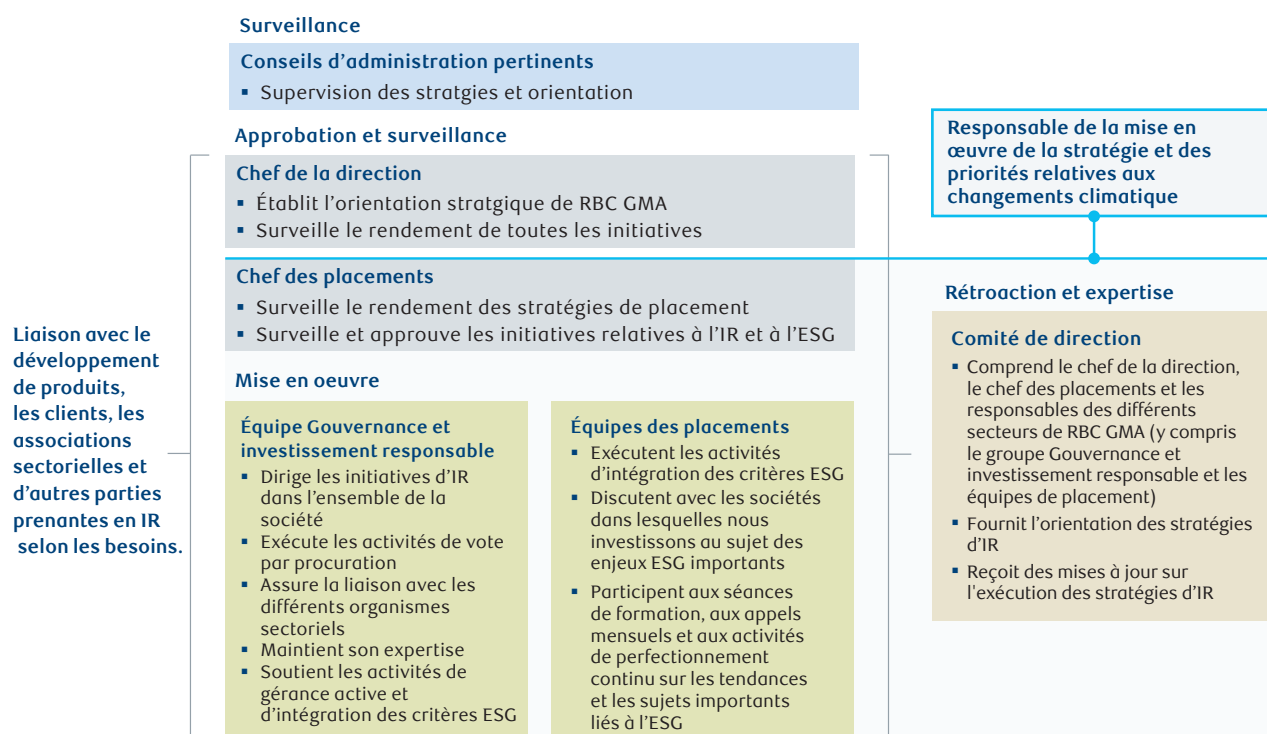 Surveillance
Conseils d'administration pertinents
▪ Supervision des stratgies et orientation
Approbation et surveillance
Chef de la direction
▪ Établit l'orientation stratgique de RBC GMA
▪ Surveille le rendement de toutes les initiatives
Chef des placements
▪ Surveille le rendement des stratégies de placement
▪ Surveille et approuve les initiatives relatives à l'IR et à l'ESG
Liaison avec le
développement
de produits,
les clients, les
associations
sectorielles et
d'autres parties
prenantes en IR
selon les besoins.
Mise en oeuvre
Équipe Gouvernance et
investissement responsable
▪ Dirige les initiatives d'IR
dans l'ensemble de la
société
▪ Exécute les activités de vote
par procuration
▪ Assure la liaison avec les
différents organismes
sectoriels
▪ Maintient son expertise
▪ Soutient les activités de
gérance active et
d'intégration des critères ESG
Équipes des placements
▪ Exécutent les activités
d'intégration des critères ESG
▪ Discutent avec les sociétés
dans lesquelles nous
investissons au sujet des
enjeux ESG importants
▪ Participent aux séances
de formation, aux appels
mensuels et aux activités
de perfectionnement
continu sur les tendances
et les sujets importants
liés à l'ESG
Responsable de la mise en
œuvre de la stratégie et des
priorités relatives aux
changements climatique
Rétroaction et expertise
Comité de direction
▪ Comprend le chef de la direction,
le chef des placements et les
responsables des différents
secteurs de RBC GMA (y compris
le groupe Gouvernance et
investissement responsable et les
équipes de placement)
▪ Fournit l'orientation des stratégies
d'IR
▪ Reçoit des mises à jour sur
l'exécution des stratégies d'IR